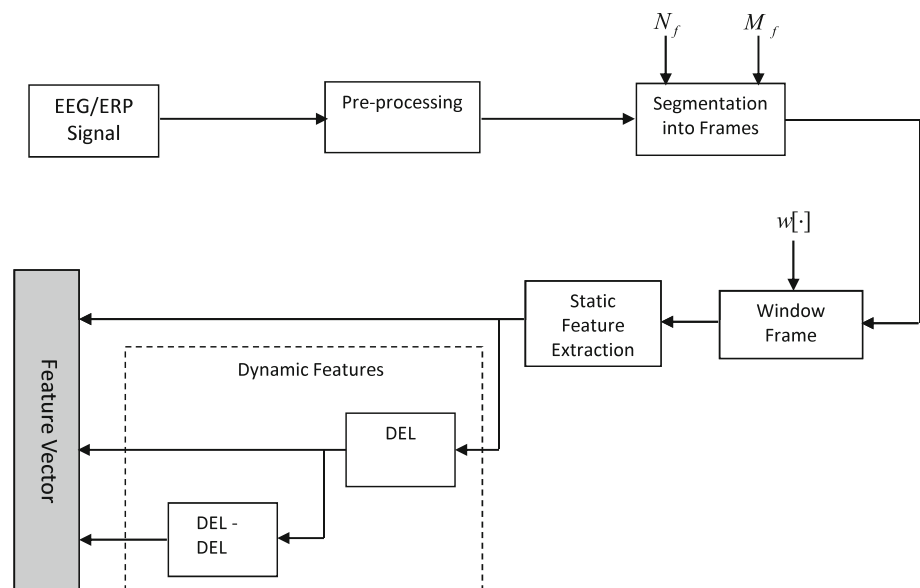 N_f
M_f
EEG/ERP
Signal
Pre-processing
Segmentation
into Frames
w[·]
Static
Feature
Extraction
Window
Frame
Feature Vector
Dynamic Features
DEL
DEL -
DEL